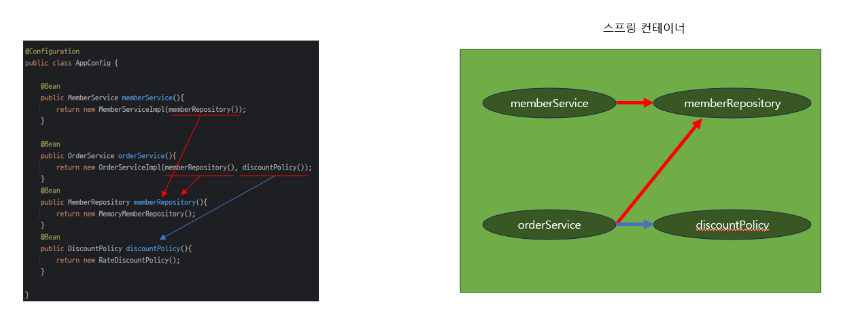 @Configuration
public class AppConfig {
@Bean
public MemberService memberService(){
return new MemberServiceImpl(memberRepository());
}
@Bean
public OrderService orderService(){
return new OrderServiceImpl(memberRepository(), discountPolicy());
}
@Bean
public MemberRepository memberRepository(){
return new MemoryMemberRepository();
}
@Bean
public DiscountPolicy discountPolicy(){
return new RateDiscountPolicy();
}
}
스프링 컨테이너
memberService
memberRepository
orderService
discountPolicy